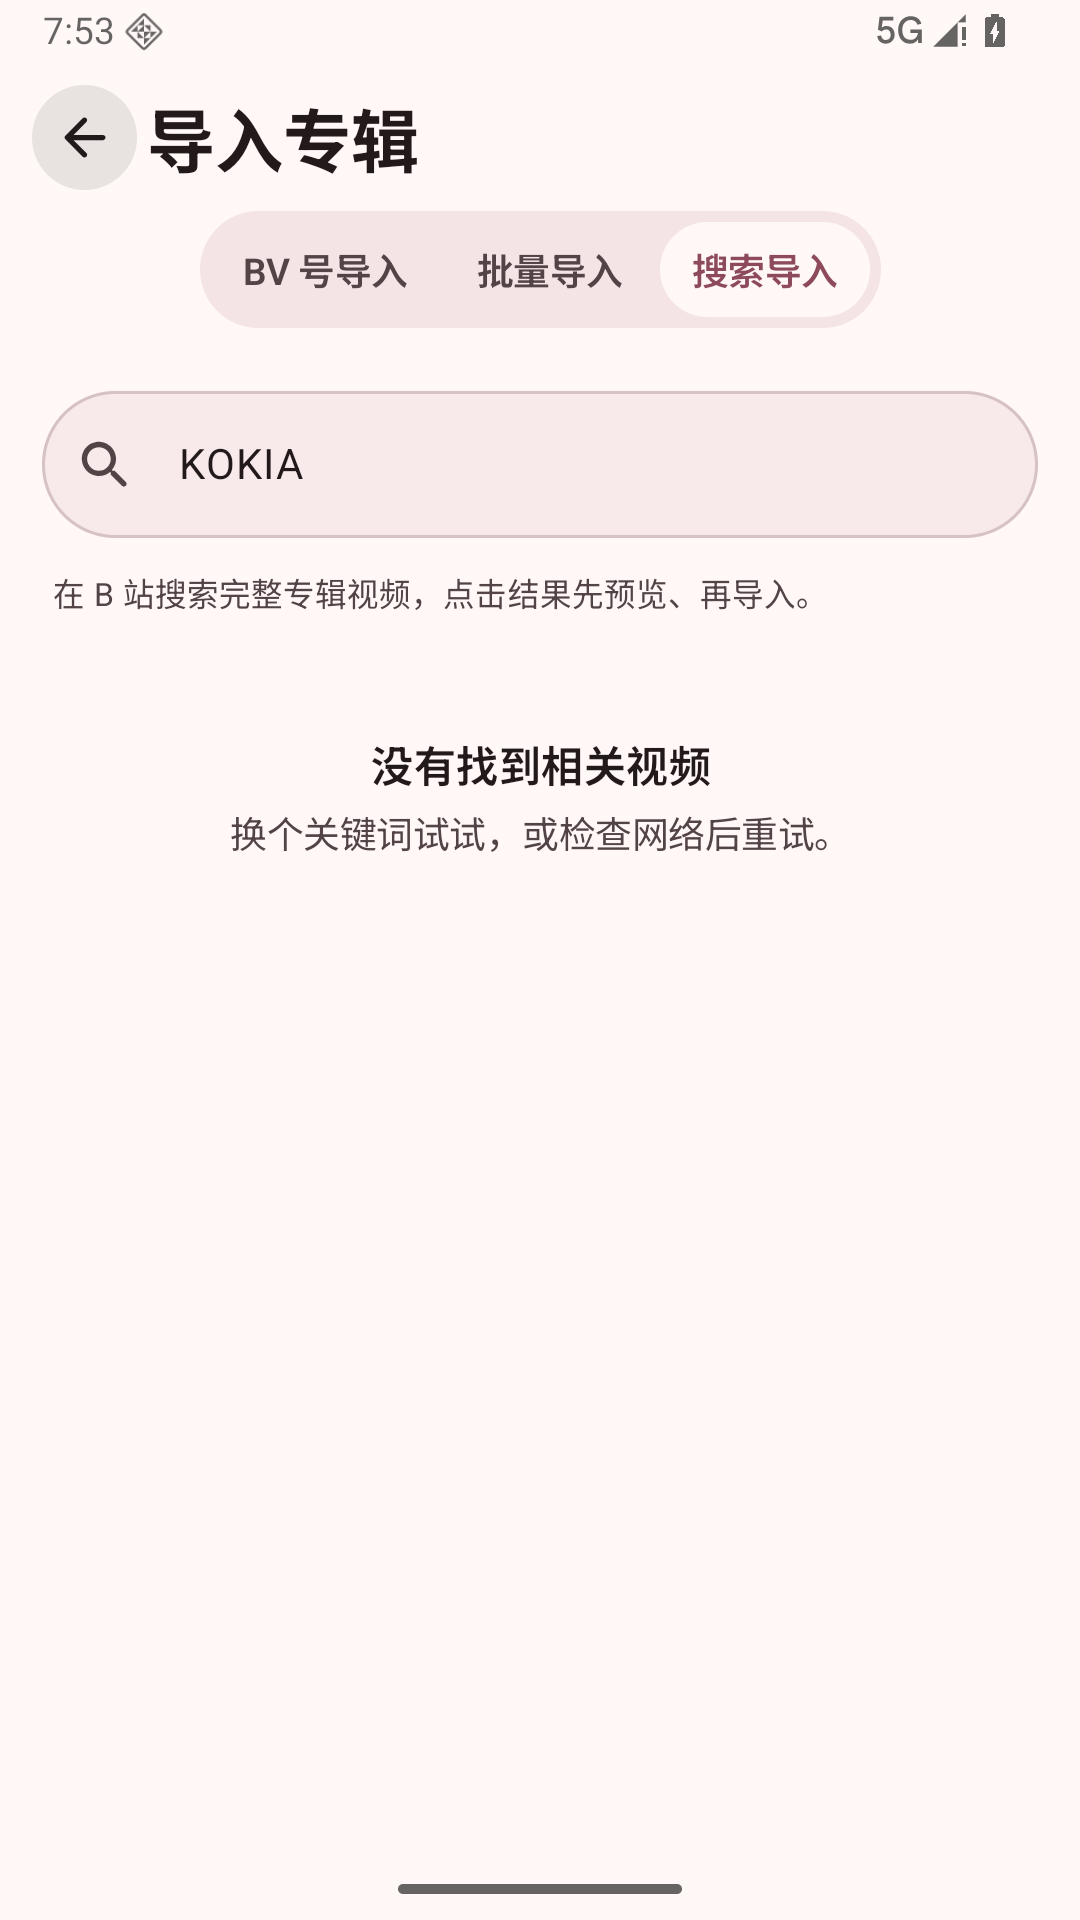 7:53
5G
导入专辑
BV 号导入
批量导入
搜索导入
KOKIA
在 B 站搜索完整专辑视频，点击结果先预览、再导入。
没有找到相关视频
换个关键词试试，或检查网络后重试。